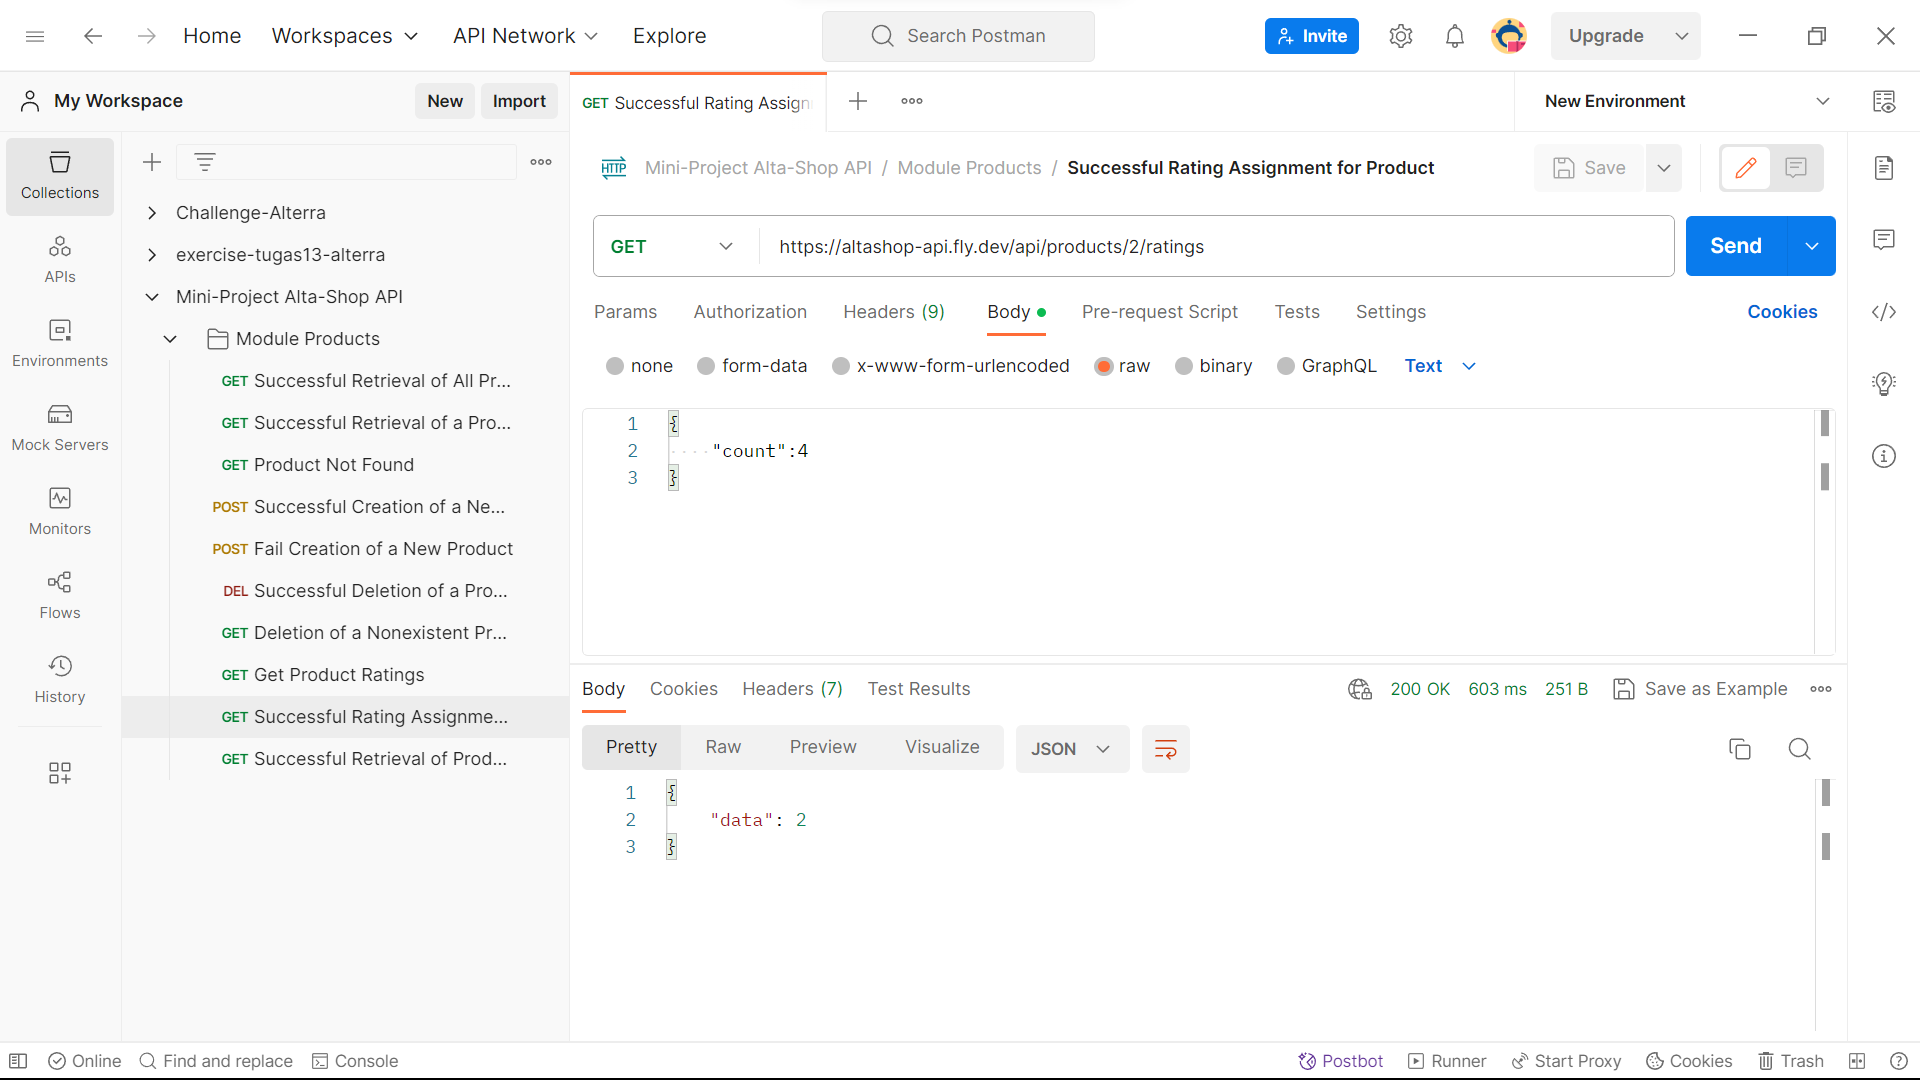 Home
Workspaces
API Network
Explore
Search Postman
Invite
Upgrade
My Workspace
New
Import
GET Successful Rating Assign
New Environment
Collections
APIs
Environments
Mock Servers
Monitors
Flows
History
Challenge-Alterra
exercise-tugas13-alterra
Mini-Project Alta-Shop API
Module Products
GET Successful Retrieval of All Pr...
GET Successful Retrieval of a Pro...
GET Product Not Found
POST Successful Creation of a Ne...
POST Fail Creation of a New Product
DEL Successful Deletion of a Pro...
GET Deletion of a Nonexistent Pr...
GET Get Product Ratings
GET Successful Rating Assignme...
GET Successful Retrieval of Prod...
HTTP Mini-Project Alta-Shop API / Module Products / Successful Rating Assignment for Product
Save
GET https://altashop-api.fly.dev/api/products/2/ratings
Send
Params Authorization Headers (9) Body Pre-request Script Tests Settings Cookies
none form-data x-www-form-urlencoded raw binary GraphQL Text
1 {
2 "count":4
3 }
Body Cookies Headers (7) Test Results
200 OK 603 ms 251 B Save as Example
Pretty Raw Preview Visualize JSON
1 {
2 "data": 2
3 }
Online Find and replace Console
Postbot Runner Start Proxy Cookies Trash